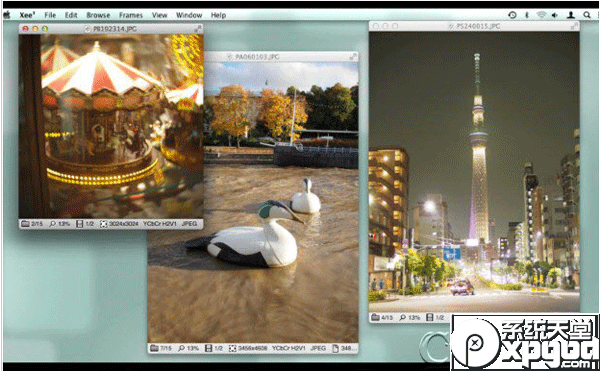 Xee³ File Edit Browse Frames View Window Help
P8192314.JPG
PA060103.JPG
PS240015.JPG
2/15 13% 1/2 3024x3024 YCbCr H2V1 JPEG
7/15 13% 1/2 3456x4608 YCbCr H2V1 JPEG 348...
4/15 13% 1/2
系统天堂
xpgod
.com